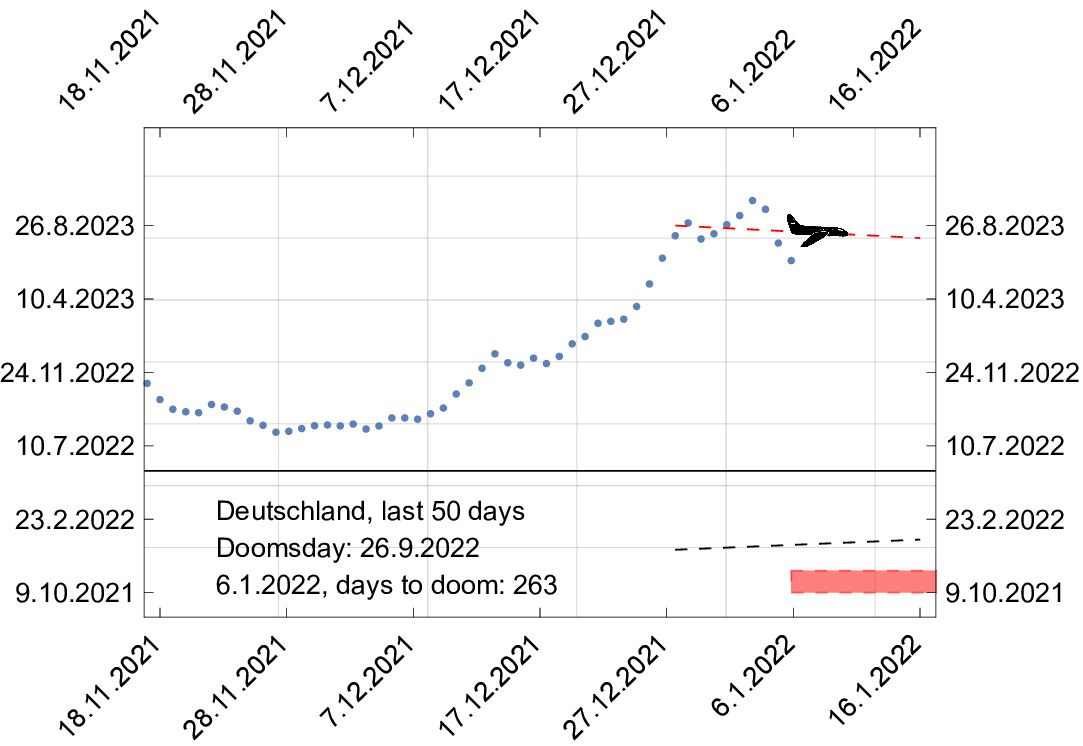 18.11.2021 28.11.2021 7.12.2021 17.12.2021 27.12.2021 6.1.2022 16.1.2022
26.8.2023 26.8.2023
10.4.2023 10.4.2023
24.11.2022 24.11.2022
10.7.2022 10.7.2022
23.2.2022 23.2.2022
9.10.2021 9.10.2021
Deutschland, last 50 days
Doomsday: 26.9.2022
6.1.2022, days to doom: 263
18.11.2021 28.11.2021 7.12.2021 17.12.2021 27.12.2021 6.1.2022 16.1.2022